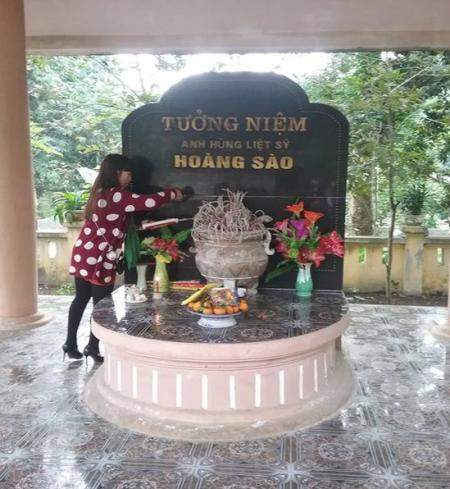 TƯỞNG NIỆM
ANH HÙNG LIỆT SỸ
HOÀNG SÀO